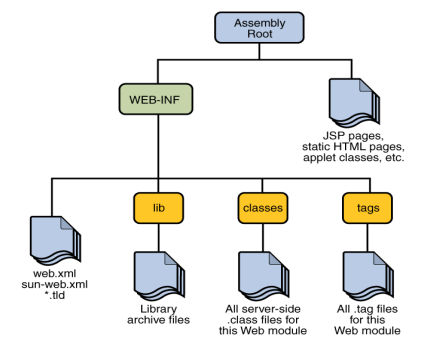 Assembly
Root
WEB-INF
JSP pages,
static HTML pages,
applet classes, etc.
lib
classes
tags
web.xml
sun-web.xml
*.tld
Library
archive files
All server-side
.class files for
this Web module
All .tag files
for this
Web module